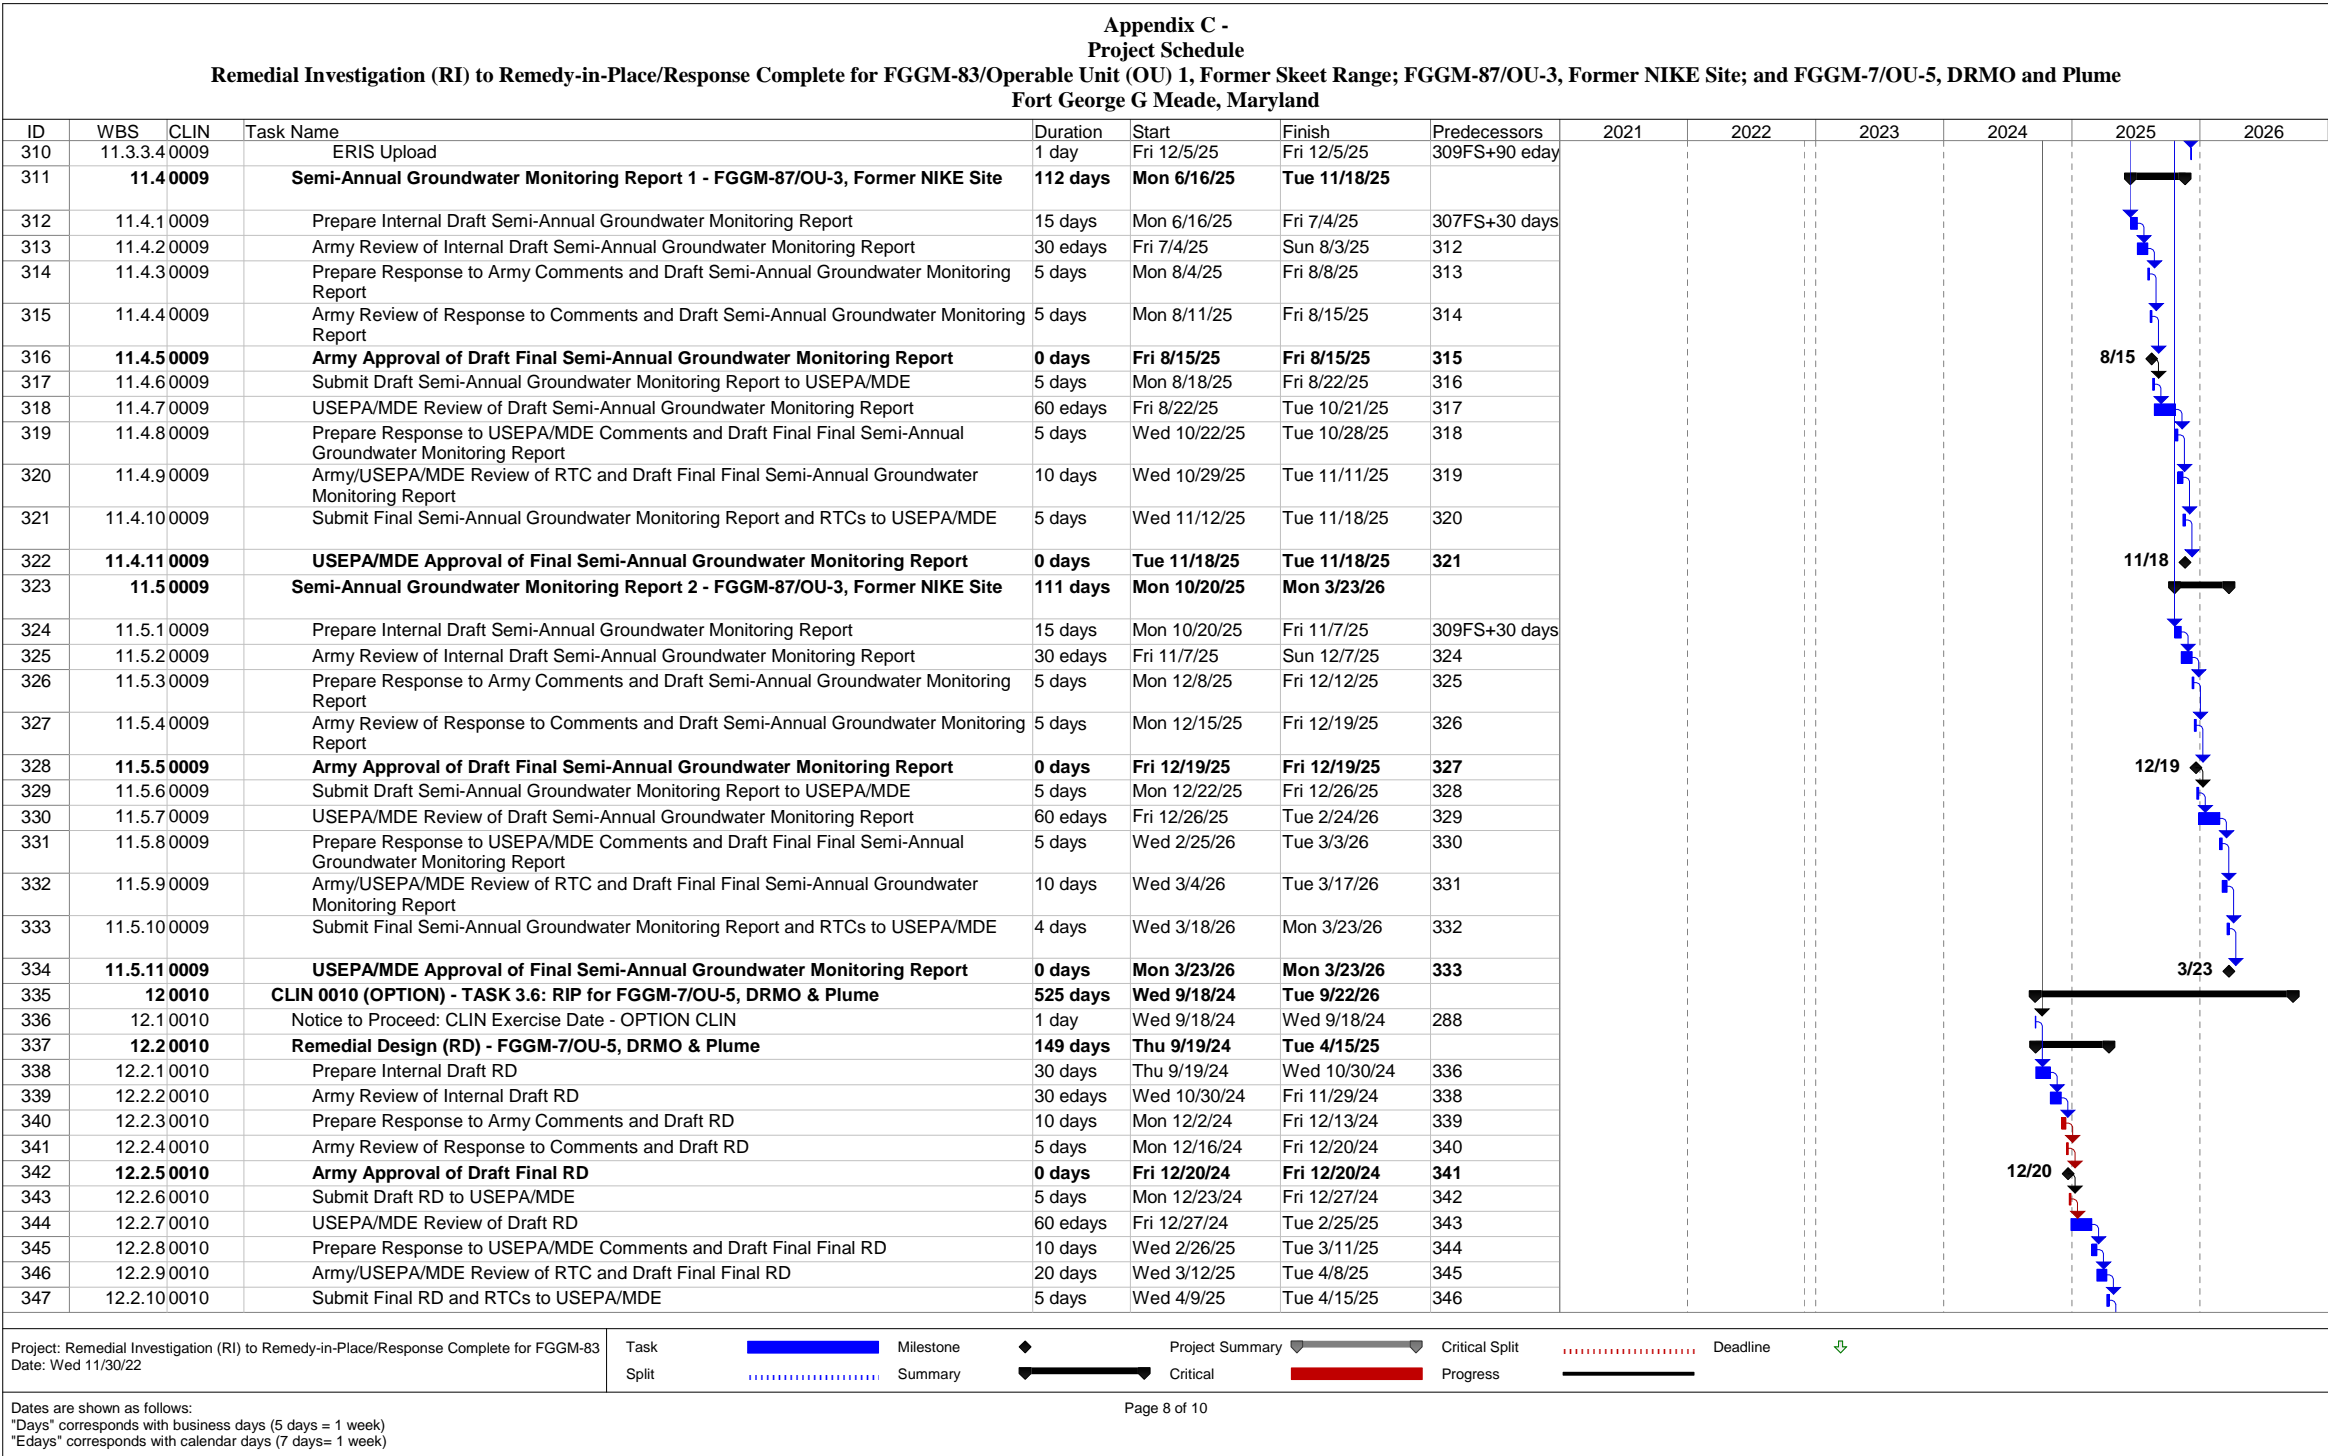 Appendix C -
Project Schedule
Remedial Investigation (RI) to Remedy-in-Place/Response Complete for FGGM-83/Operable Unit (OU) 1, Former Skeet Range; FGGM-87/OU-3, Former NIKE Site; and FGGM-7/OU-5, DRMO and Plume
Fort George G Meade, Maryland
ID WBS CLIN Task Name Duration Start Finish Predecessors 2021 2022 2023 2024 2025 2026
310 11.3.3.4 0009 ERIS Upload 1 day Fri 12/5/25 Fri 12/5/25 309FS+90 eday
311 11.4 0009 Semi-Annual Groundwater Monitoring Report 1 - FGGM-87/OU-3, Former NIKE Site 112 days Mon 6/16/25 Tue 11/18/25
312 11.4.1 0009 Prepare Internal Draft Semi-Annual Groundwater Monitoring Report 15 days Mon 6/16/25 Fri 7/4/25 307FS+30 days
313 11.4.2 0009 Army Review of Internal Draft Semi-Annual Groundwater Monitoring Report 30 edays Fri 7/4/25 Sun 8/3/25 312
314 11.4.3 0009 Prepare Response to Army Comments and Draft Semi-Annual Groundwater Monitoring 5 days Mon 8/4/25 Fri 8/8/25 313
Report
315 11.4.4 0009 Army Review of Response to Comments and Draft Semi-Annual Groundwater Monitoring 5 days Mon 8/11/25 Fri 8/15/25 314
Report
316 11.4.5 0009 Army Approval of Draft Final Semi-Annual Groundwater Monitoring Report 0 days Fri 8/15/25 Fri 8/15/25 315 8/15
317 11.4.6 0009 Submit Draft Semi-Annual Groundwater Monitoring Report to USEPA/MDE 5 days Mon 8/18/25 Fri 8/22/25 316
318 11.4.7 0009 USEPA/MDE Review of Draft Semi-Annual Groundwater Monitoring Report 60 edays Fri 8/22/25 Tue 10/21/25 317
319 11.4.8 0009 Prepare Response to USEPA/MDE Comments and Draft Final Final Semi-Annual 5 days Wed 10/22/25 Tue 10/28/25 318
Groundwater Monitoring Report
320 11.4.9 0009 Army/USEPA/MDE Review of RTC and Draft Final Final Semi-Annual Groundwater 10 days Wed 10/29/25 Tue 11/11/25 319
Monitoring Report
321 11.4.10 0009 Submit Final Semi-Annual Groundwater Monitoring Report and RTCs to USEPA/MDE 5 days Wed 11/12/25 Tue 11/18/25 320
322 11.4.11 0009 USEPA/MDE Approval of Final Semi-Annual Groundwater Monitoring Report 0 days Tue 11/18/25 Tue 11/18/25 321 11/18
323 11.5 0009 Semi-Annual Groundwater Monitoring Report 2 - FGGM-87/OU-3, Former NIKE Site 111 days Mon 10/20/25 Mon 3/23/26
324 11.5.1 0009 Prepare Internal Draft Semi-Annual Groundwater Monitoring Report 15 days Mon 10/20/25 Fri 11/7/25 309FS+30 days
325 11.5.2 0009 Army Review of Internal Draft Semi-Annual Groundwater Monitoring Report 30 edays Fri 11/7/25 Sun 12/7/25 324
326 11.5.3 0009 Prepare Response to Army Comments and Draft Semi-Annual Groundwater Monitoring 5 days Mon 12/8/25 Fri 12/12/25 325
Report
327 11.5.4 0009 Army Review of Response to Comments and Draft Semi-Annual Groundwater Monitoring 5 days Mon 12/15/25 Fri 12/19/25 326
Report
328 11.5.5 0009 Army Approval of Draft Final Semi-Annual Groundwater Monitoring Report 0 days Fri 12/19/25 Fri 12/19/25 327 12/19
329 11.5.6 0009 Submit Draft Semi-Annual Groundwater Monitoring Report to USEPA/MDE 5 days Mon 12/22/25 Fri 12/26/25 328
330 11.5.7 0009 USEPA/MDE Review of Draft Semi-Annual Groundwater Monitoring Report 60 edays Fri 12/26/25 Tue 2/24/26 329
331 11.5.8 0009 Prepare Response to USEPA/MDE Comments and Draft Final Final Semi-Annual 5 days Wed 2/25/26 Tue 3/3/26 330
Groundwater Monitoring Report
332 11.5.9 0009 Army/USEPA/MDE Review of RTC and Draft Final Final Semi-Annual Groundwater 10 days Wed 3/4/26 Tue 3/17/26 331
Monitoring Report
333 11.5.10 0009 Submit Final Semi-Annual Groundwater Monitoring Report and RTCs to USEPA/MDE 4 days Wed 3/18/26 Mon 3/23/26 332
334 11.5.11 0009 USEPA/MDE Approval of Final Semi-Annual Groundwater Monitoring Report 0 days Mon 3/23/26 Mon 3/23/26 333 3/23
335 12 0010 CLIN 0010 (OPTION) - TASK 3.6: RIP for FGGM-7/OU-5, DRMO & Plume 525 days Wed 9/18/24 Tue 9/22/26
336 12.1 0010 Notice to Proceed: CLIN Exercise Date - OPTION CLIN 1 day Wed 9/18/24 Wed 9/18/24 288
337 12.2 0010 Remedial Design (RD) - FGGM-7/OU-5, DRMO & Plume 149 days Thu 9/19/24 Tue 4/15/25
338 12.2.1 0010 Prepare Internal Draft RD 30 days Thu 9/19/24 Wed 10/30/24 336
339 12.2.2 0010 Army Review of Internal Draft RD 30 edays Wed 10/30/24 Fri 11/29/24 338
340 12.2.3 0010 Prepare Response to Army Comments and Draft RD 10 days Mon 12/2/24 Fri 12/13/24 339
341 12.2.4 0010 Army Review of Response to Comments and Draft RD 5 days Mon 12/16/24 Fri 12/20/24 340
342 12.2.5 0010 Army Approval of Draft Final RD 0 days Fri 12/20/24 Fri 12/20/24 341 12/20
343 12.2.6 0010 Submit Draft RD to USEPA/MDE 5 days Mon 12/23/24 Fri 12/27/24 342
344 12.2.7 0010 USEPA/MDE Review of Draft RD 60 edays Fri 12/27/24 Tue 2/25/25 343
345 12.2.8 0010 Prepare Response to USEPA/MDE Comments and Draft Final Final RD 10 days Wed 2/26/25 Tue 3/11/25 344
346 12.2.9 0010 Army/USEPA/MDE Review of RTC and Draft Final Final RD 20 days Wed 3/12/25 Tue 4/8/25 345
347 12.2.10 0010 Submit Final RD and RTCs to USEPA/MDE 5 days Wed 4/9/25 Tue 4/15/25 346
Project: Remedial Investigation (RI) to Remedy-in-Place/Response Complete for FGGM-83
Date: Wed 11/30/22
Task Milestone Project Summary Critical Split Deadline
Split Summary Critical Progress
Dates are shown as follows:
"Days" corresponds with business days (5 days = 1 week)
"Edays" corresponds with calendar days (7 days= 1 week)
Page 8 of 10